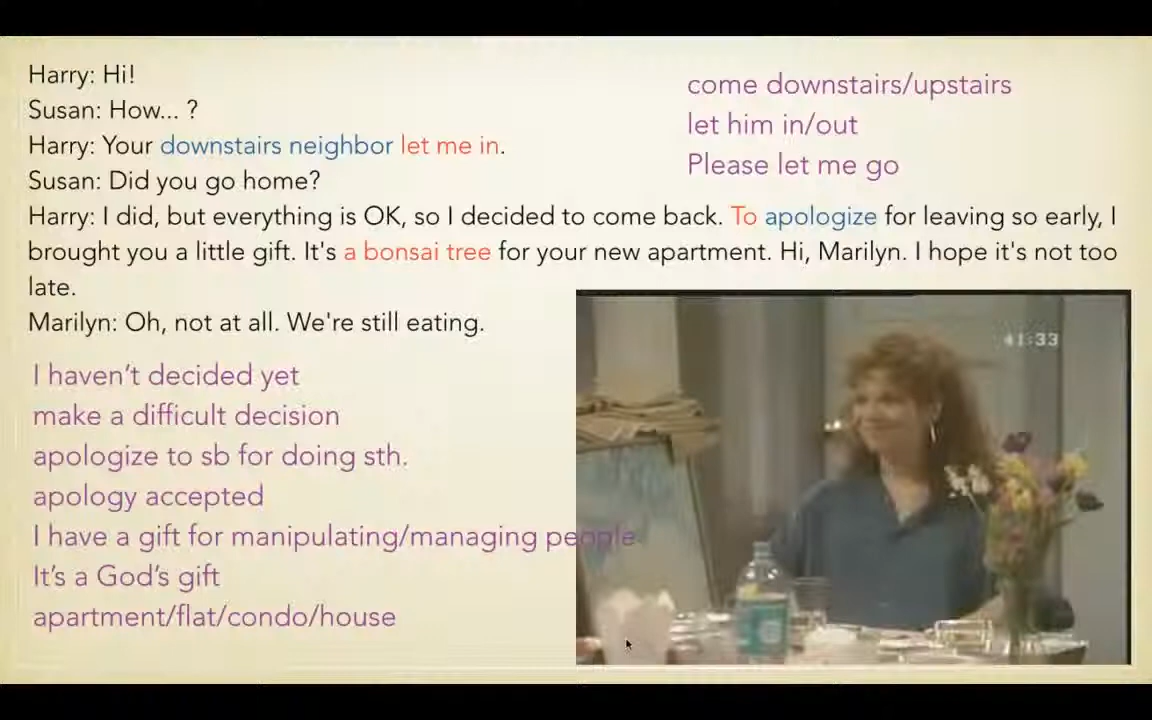 Harry: Hi!
Susan: How... ?
Harry: Your downstairs neighbor let me in.
Susan: Did you go home?
Harry: I did, but everything is OK, so I decided to come back. To apologize for leaving so early, I
brought you a little gift. It's a bonsai tree for your new apartment. Hi, Marilyn. I hope it's not too
late.
Marilyn: Oh, not at all. We're still eating.
come downstairs/upstairs
let him in/out
Please let me go
I haven't decided yet
make a difficult decision
apologize to sb for doing sth.
apology accepted
I have a gift for manipulating/managing people
It's a God's gift
apartment/flat/condo/house
41:33